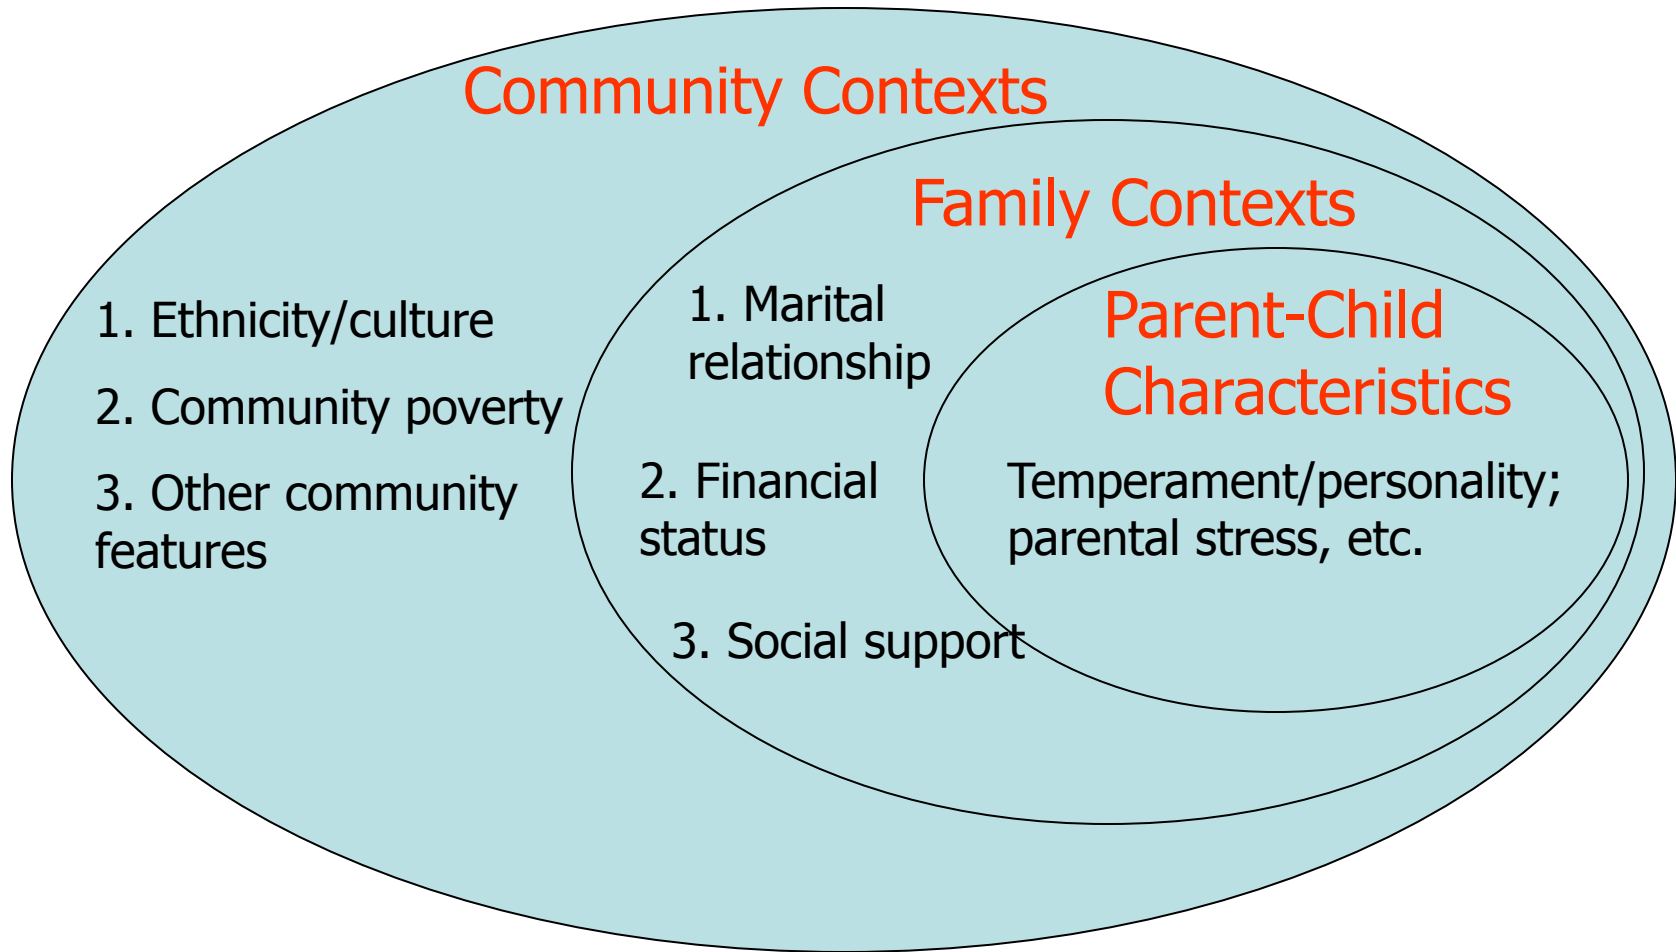 Community Contexts
1. Ethnicity/culture
2. Community poverty
3. Other community
features
Family Contexts
1. Marital
relationship
2. Financial
status
3. Social support
Parent-Child
Characteristics
Temperament/personality;
parental stress, etc.